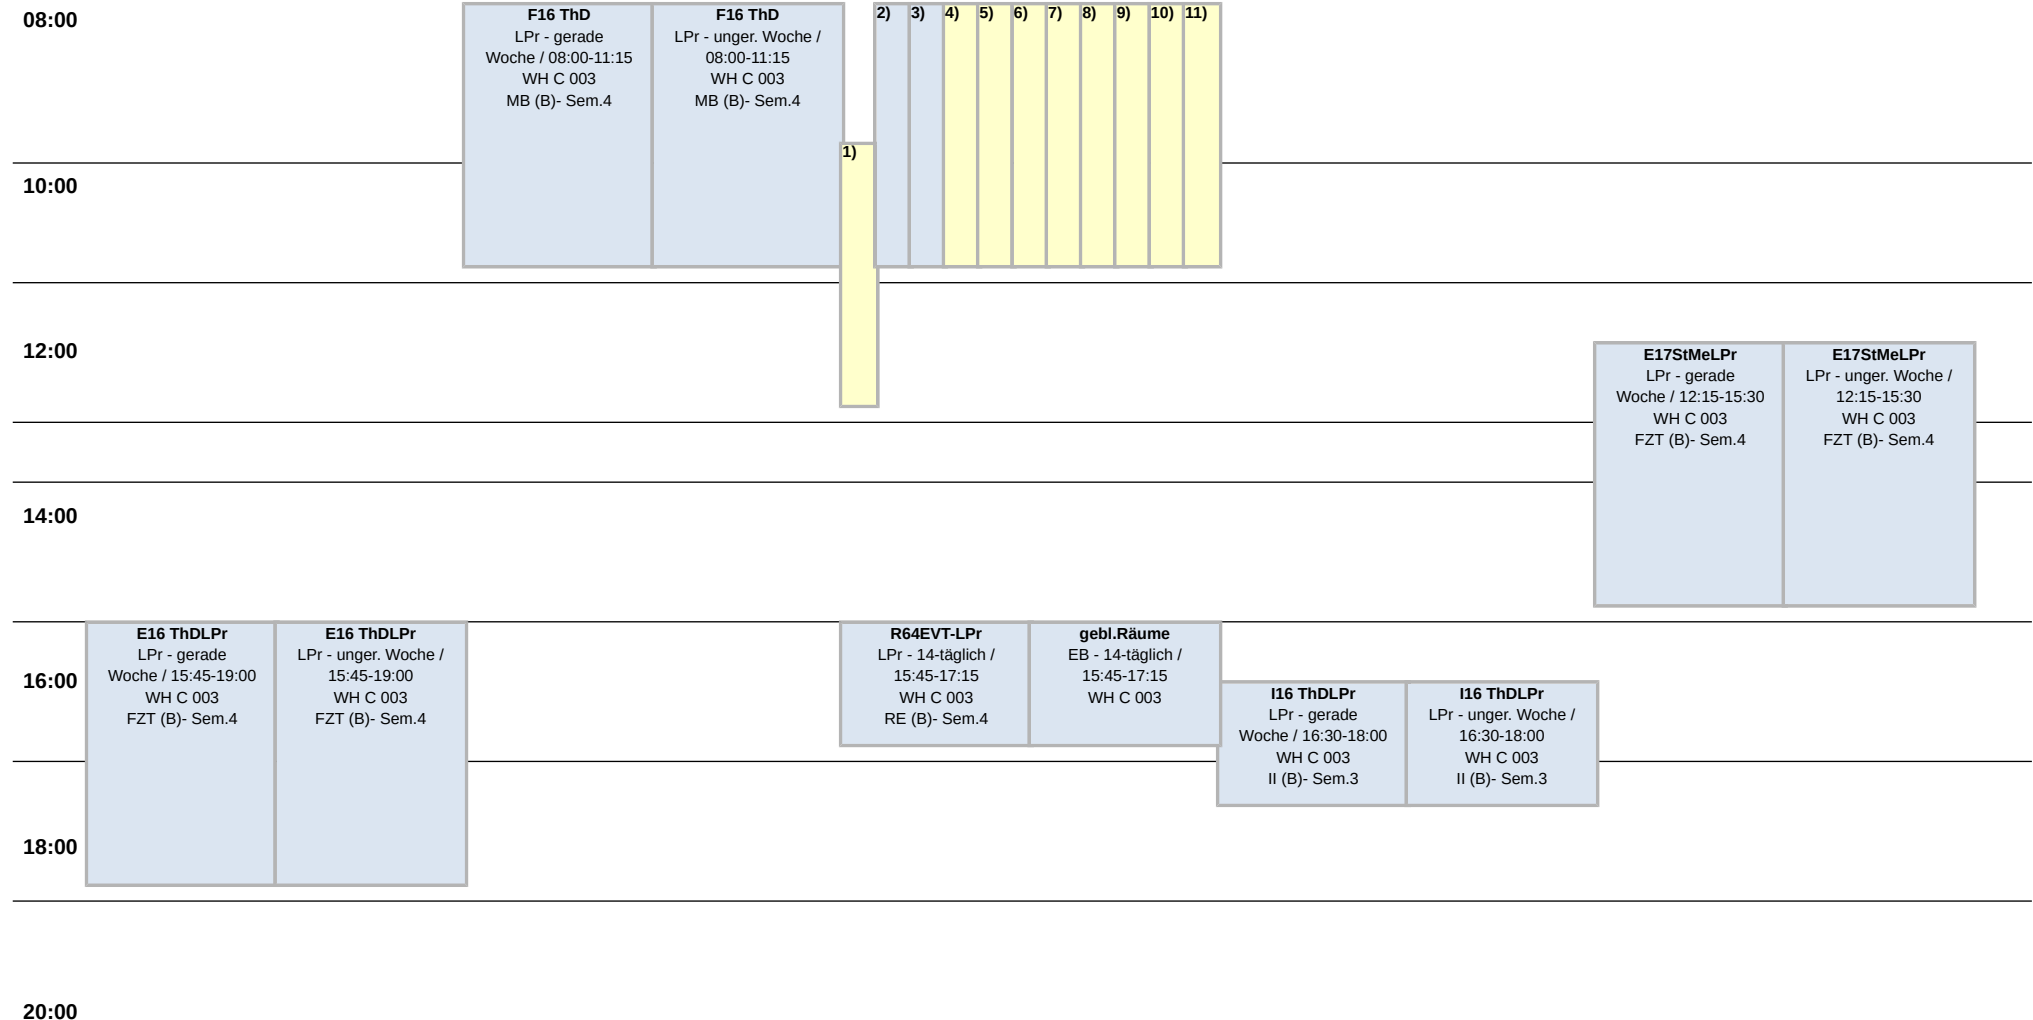 08:00
F16 ThD
LPr - gerade
Woche / 08:00-11:15
WH C 003
MB (B)- Sem.4
F16 ThD
LPr - unger. Woche /
08:00-11:15
WH C 003
MB (B)- Sem.4
1)
2)
3)
4)
5)
6)
7)
8)
9)
10)
11)
10:00
12:00
E17StMeLPr
LPr - gerade
Woche / 12:15-15:30
WH C 003
FZT (B)- Sem.4
E17StMeLPr
LPr - unger. Woche /
12:15-15:30
WH C 003
FZT (B)- Sem.4
14:00
E16 ThDLPr
LPr - gerade
Woche / 15:45-19:00
WH C 003
FZT (B)- Sem.4
E16 ThDLPr
LPr - unger. Woche /
15:45-19:00
WH C 003
FZT (B)- Sem.4
R64EVT-LPr
LPr - 14-täglich /
15:45-17:15
WH C 003
RE (B)- Sem.4
gebl.Räume
EB - 14-täglich /
15:45-17:15
WH C 003
16:00
I16 ThDLPr
LPr - gerade
Woche / 16:30-18:00
WH C 003
II (B)- Sem.3
I16 ThDLPr
LPr - unger. Woche /
16:30-18:00
WH C 003
II (B)- Sem.3
18:00
20:00